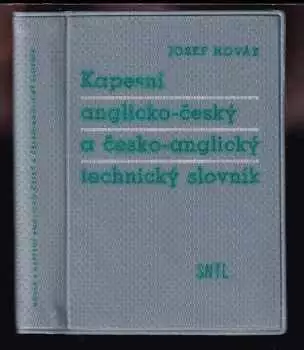 JOSEF NOVÁK
Kapesní
anglicko-český
a česko-anglický
technický slovník
SNTL